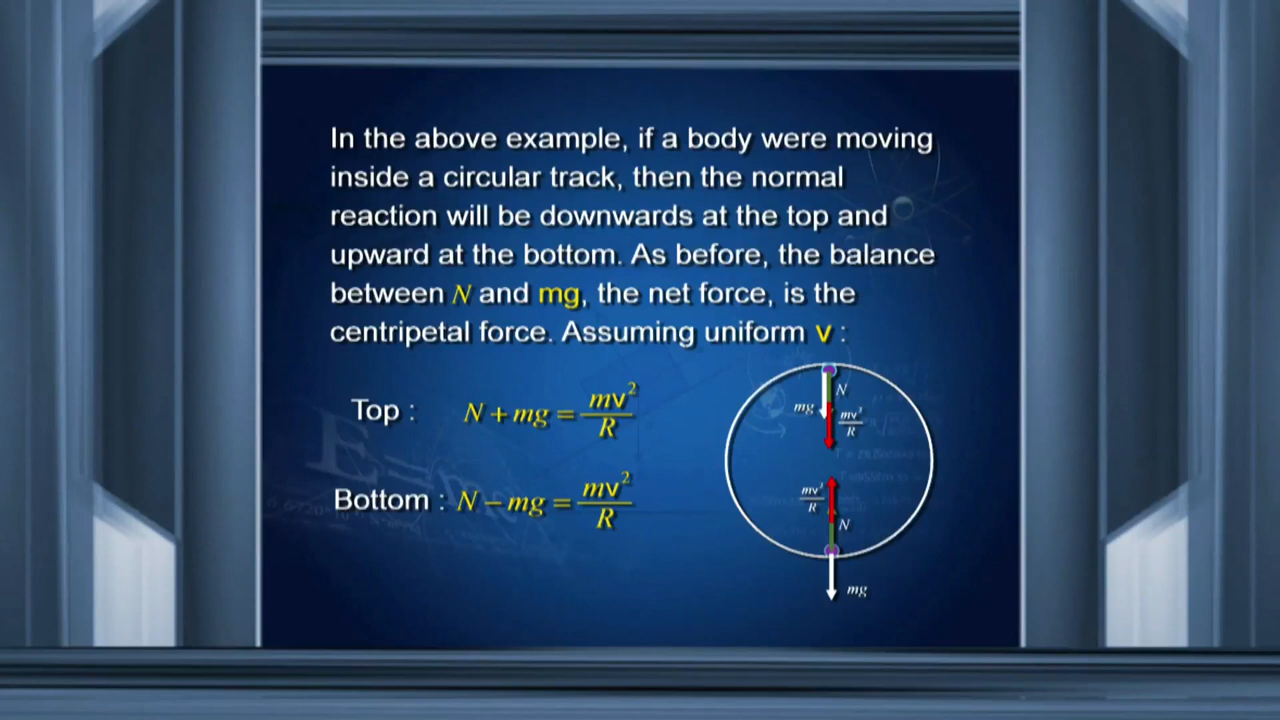 In the above example, if a body were moving
inside a circular track, then the normal
reaction will be downwards at the top and
upward at the bottom. As before, the balance
between N and mg, the net force, is the
centripetal force. Assuming uniform v :
Top : N + mg = mv²/R
Bottom : N − mg = mv²/R
N
mg
mv²/R
mv²/R
N
mg